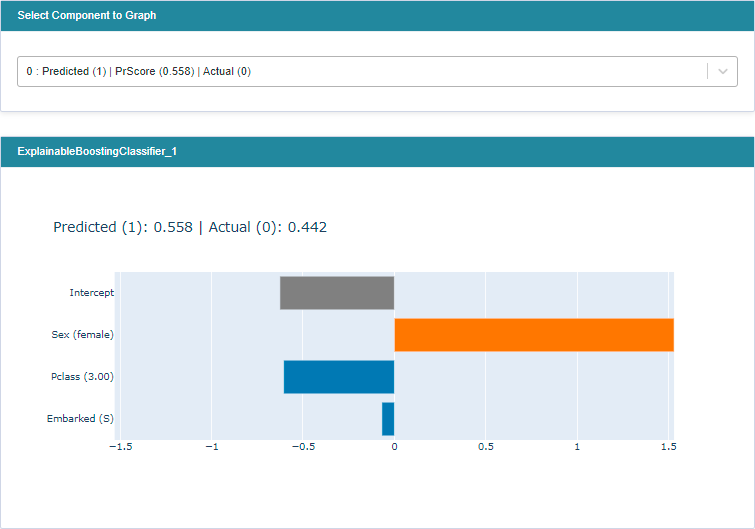 Select Component to Graph
0 : Predicted (1) | PrScore (0.558) | Actual (0)
ExplainableBoostingClassifier_1
Predicted (1): 0.558 | Actual (0): 0.442
Intercept
Sex (female)
Pclass (3.00)
Embarked (S)
−1.5 −1 −0.5 0 0.5 1 1.5